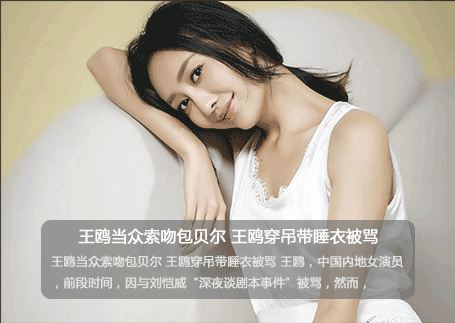 王鸥当众索吻包贝尔 王鸥穿吊带睡衣被骂
王鸥当众索吻包贝尔 王鸥穿吊带睡衣被骂 王鸥，中国内地女演员
，前段时间，因与刘恺威“深夜谈剧本事件”被骂，然而，